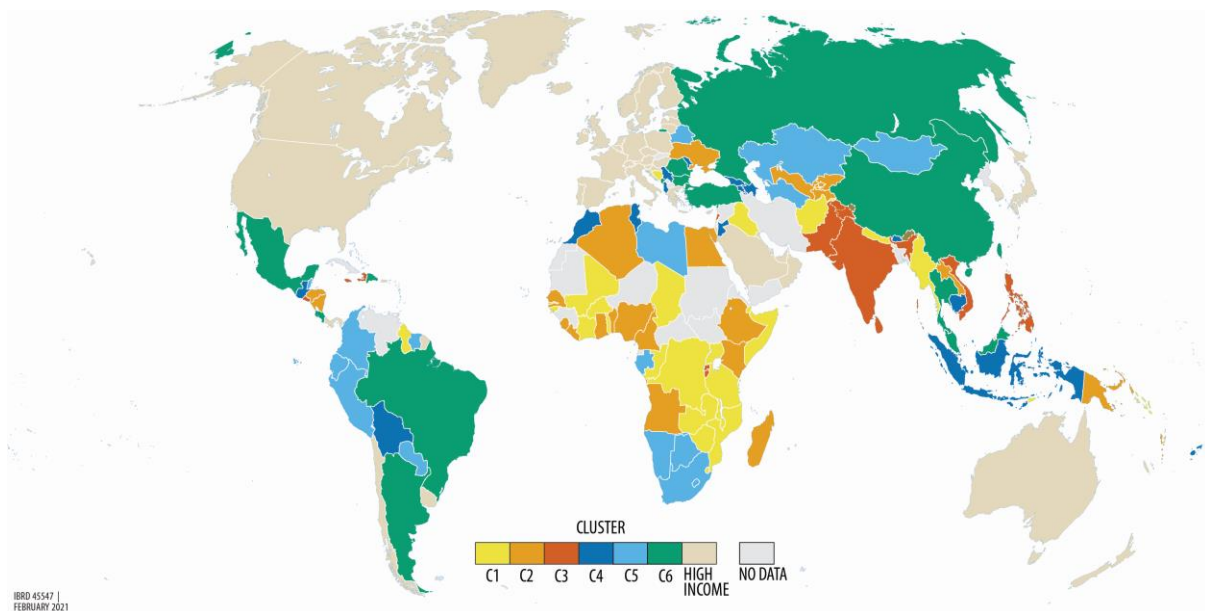 CLUSTER
C1 C2 C3 C4 C5 C6 HIGH INCOME NO DATA
IBRD 45547 |
FEBRUARY 2021